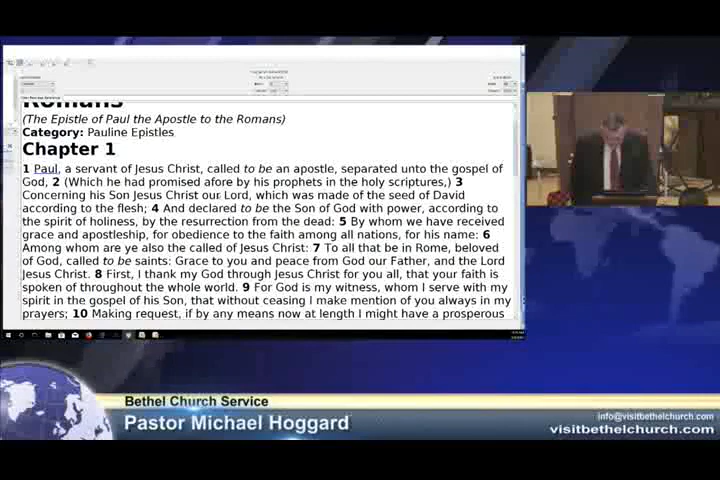 Romans
(The Epistle of Paul the Apostle to the Romans)
Category: Pauline Epistles
Chapter 1
1 Paul, a servant of Jesus Christ, called to be an apostle, separated unto the gospel of
God, 2 (Which he had promised afore by his prophets in the holy scriptures,) 3
Concerning his Son Jesus Christ our Lord, which was made of the seed of David
according to the flesh; 4 And declared to be the Son of God with power, according to
the spirit of holiness, by the resurrection from the dead: 5 By whom we have received
grace and apostleship, for obedience to the faith among all nations, for his name: 6
Among whom are ye also the called of Jesus Christ: 7 To all that be in Rome, beloved
of God, called to be saints: Grace to you and peace from God our Father, and the Lord
Jesus Christ. 8 First, I thank my God through Jesus Christ for you all, that your faith is
spoken of throughout the whole world. 9 For God is my witness, whom I serve with my
spirit in the gospel of his Son, that without ceasing I make mention of you always in my
prayers; 10 Making request, if by any means now at length I might have a prosperous
Bethel Church Service
Pastor Michael Hoggard
info@visitbethelchurch.com
visitbethelchurch.com